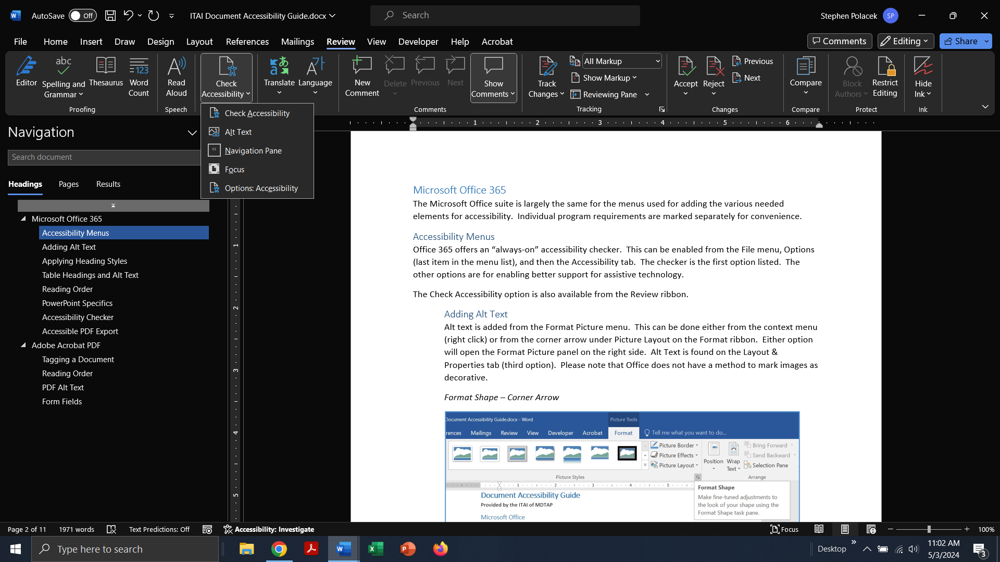 AutoSave Off ITAI Document Accessibility Guide.docx Search Stephen Polacek SP
File Home Insert Draw Design Layout References Mailings Review View Developer Help Acrobat Comments Editing Share
Editor
Spelling and Grammar
Thesaurus
Word Count
Proofing
Read Aloud
Speech
Check Accessibility
Translate
Language
New Comment
Delete
Previous
Next
Show Comments
Comments
Track Changes
All Markup
Show Markup
Reviewing Pane
Tracking
Accept
Reject
Previous
Next
Changes
Compare
Compare
Block Authors
Restrict Editing
Protect
Hide Ink
Ink
Check Accessibility
Alt Text
Navigation Pane
Focus
Options: Accessibility
Navigation
Search document
Headings Pages Results
Microsoft Office 365
Accessibility Menus
Adding Alt Text
Applying Heading Styles
Table Headings and Alt Text
Reading Order
PowerPoint Specifics
Accessibility Checker
Accessible PDF Export
Adobe Acrobat PDF
Tagging a Document
Reading Order
PDF Alt Text
Form Fields
1 2 3 4 5 6
1
2
3
4
5
Microsoft Office 365
The Microsoft Office suite is largely the same for the menus used for adding the various needed
elements for accessibility. Individual program requirements are marked separately for convenience.
Accessibility Menus
Office 365 offers an “always-on” accessibility checker. This can be enabled from the File menu, Options
(last item in the menu list), and then the Accessibility tab. The checker is the first option listed. The
other options are for enabling better support for assistive technology.
The Check Accessibility option is also available from the Review ribbon.
Adding Alt Text
Alt text is added from the Format Picture menu. This can be done either from the context menu
(right click) or from the corner arrow under Picture Layout on the Format ribbon. Either option
will open the Format Picture panel on the right side. Alt Text is found on the Layout &
Properties tab (third option). Please note that Office does not have a method to mark images as
decorative.
Format Shape – Corner Arrow
Document Accessibility Guide.docx - Word Picture Tools
rences Mailings Review View Developer Acrobat Format Tell me what you want to do...
Picture Border
Picture Effects
Picture Layout
Picture Styles
Position
Wrap Text
Bring Forward
Send Backward
Selection Pane
Arrange
1 2 3 4 5
Format Shape
Make fine-tuned adjustments to
the look of your shape using the
Format Shape task pane.
Document Accessibility Guide
Provided by the ITAI of MDTAP
Microsoft Office
Page 2 of 11 1971 words Text Predictions: Off Accessibility: Investigate Focus 100%
Type here to search Desktop 11:02 AM
5/3/2024 3